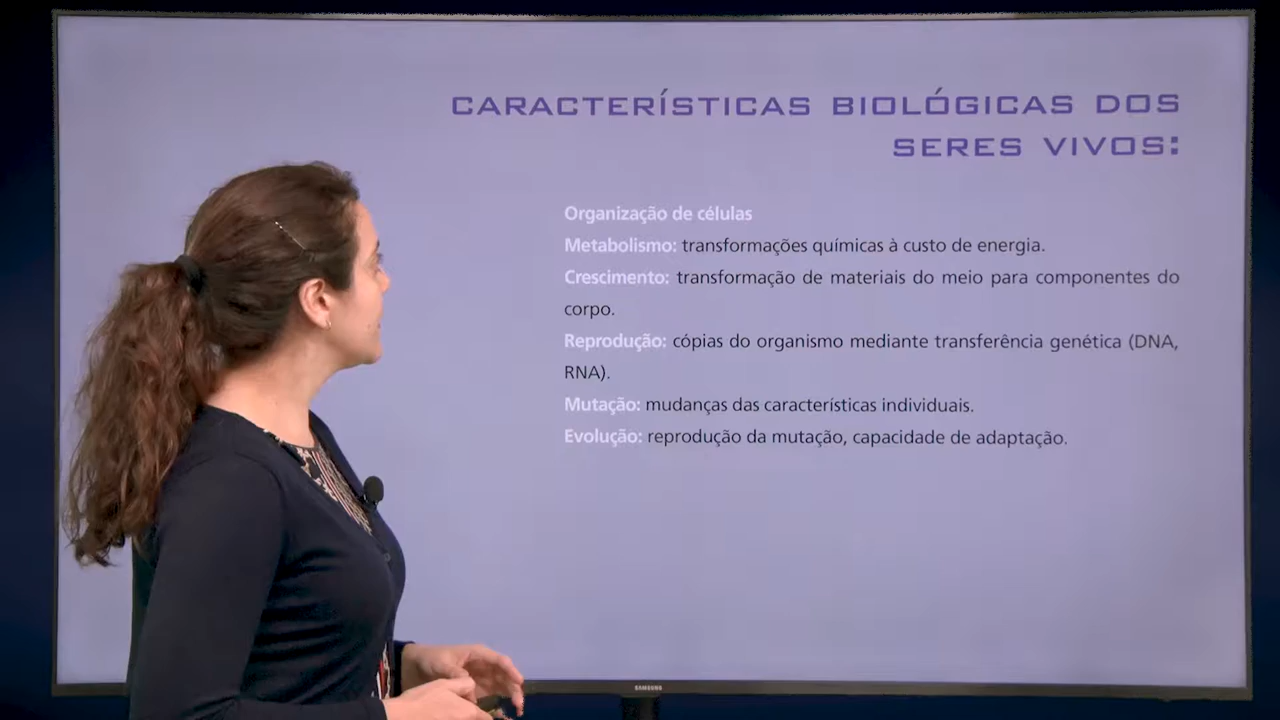 CARACTERÍSTICAS BIOLÓGICAS DOS
SERES VIVOS:
Organização de células
Metabolismo: transformações químicas à custo de energia.
Crescimento: transformação de materiais do meio para componentes do
corpo.
Reprodução: cópias do organismo mediante transferência genética (DNA,
RNA).
Mutação: mudanças das características individuais.
Evolução: reprodução da mutação, capacidade de adaptação.
SAMSUNG